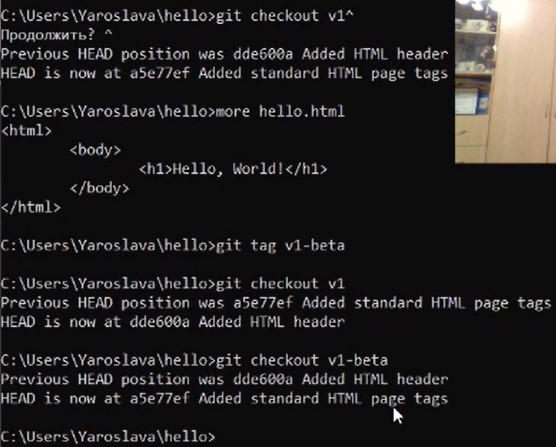 C:\Users\Yaroslava\hello>git checkout v1^
Продолжить? ^
Previous HEAD position was dde600a Added HTML header
HEAD is now at a5e77ef Added standard HTML page tags
C:\Users\Yaroslava\hello>more hello.html
<html>
<body>
<h1>Hello, World!</h1>
</body>
</html>
C:\Users\Yaroslava\hello>git tag v1-beta
C:\Users\Yaroslava\hello>git checkout v1
Previous HEAD position was a5e77ef Added standard HTML page tags
HEAD is now at dde600a Added HTML header
C:\Users\Yaroslava\hello>git checkout v1-beta
Previous HEAD position was dde600a Added HTML header
HEAD is now at a5e77ef Added standard HTML page tags
C:\Users\Yaroslava\hello>